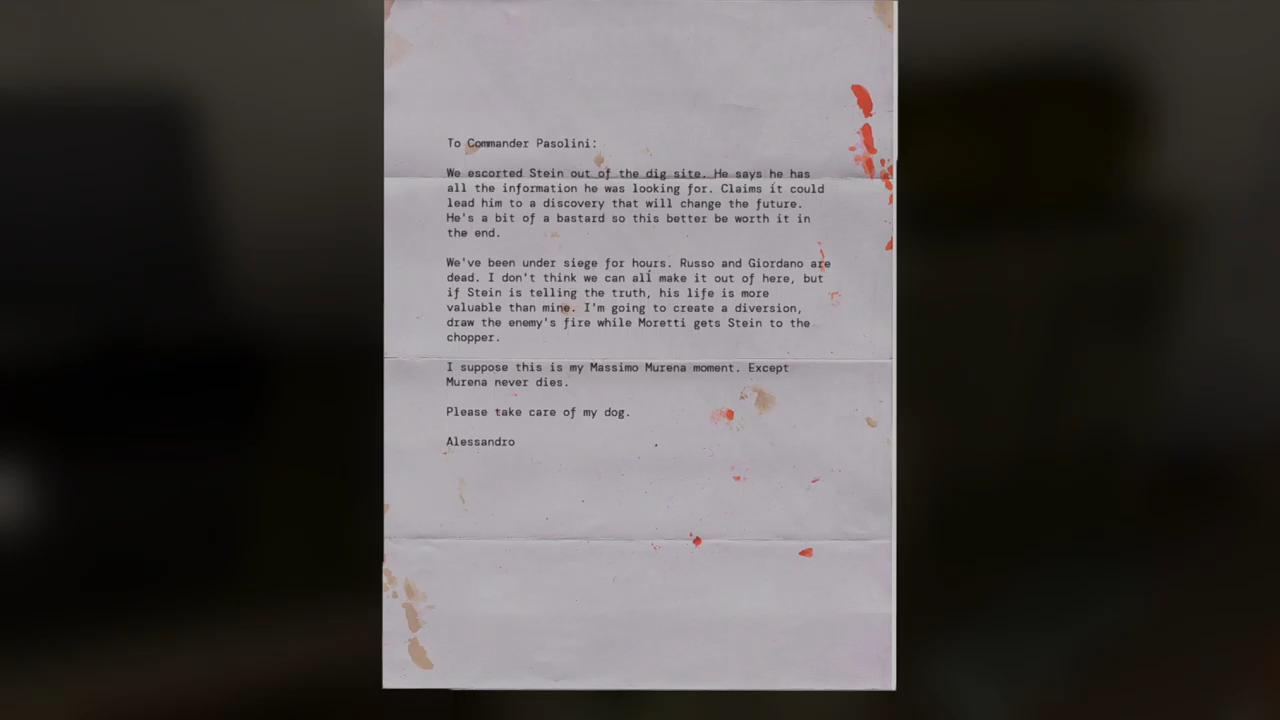 To Commander Pasolini:
We escorted Stein out of the dig site. He says he has
all the information he was looking for. Claims it could
lead him to a discovery that will change the future.
He's a bit of a bastard so this better be worth it in
the end.
We've been under siege for hours. Russo and Giordano are
dead. I don't think we can all make it out of here, but
if Stein is telling the truth, his life is more
valuable than mine. I'm going to create a diversion,
draw the enemy's fire while Moretti gets Stein to the
chopper.
I suppose this is my Massimo Murena moment. Except
Murena never dies.
Please take care of my dog.
Alessandro